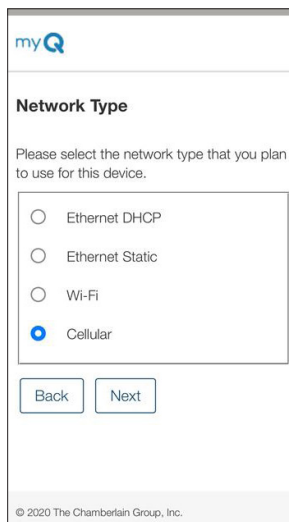 myQ
Network Type
Please select the network type that you plan
to use for this device.
Ethernet DHCP
Ethernet Static
Wi-Fi
Cellular
Back Next
© 2020 The Chamberlain Group, Inc.